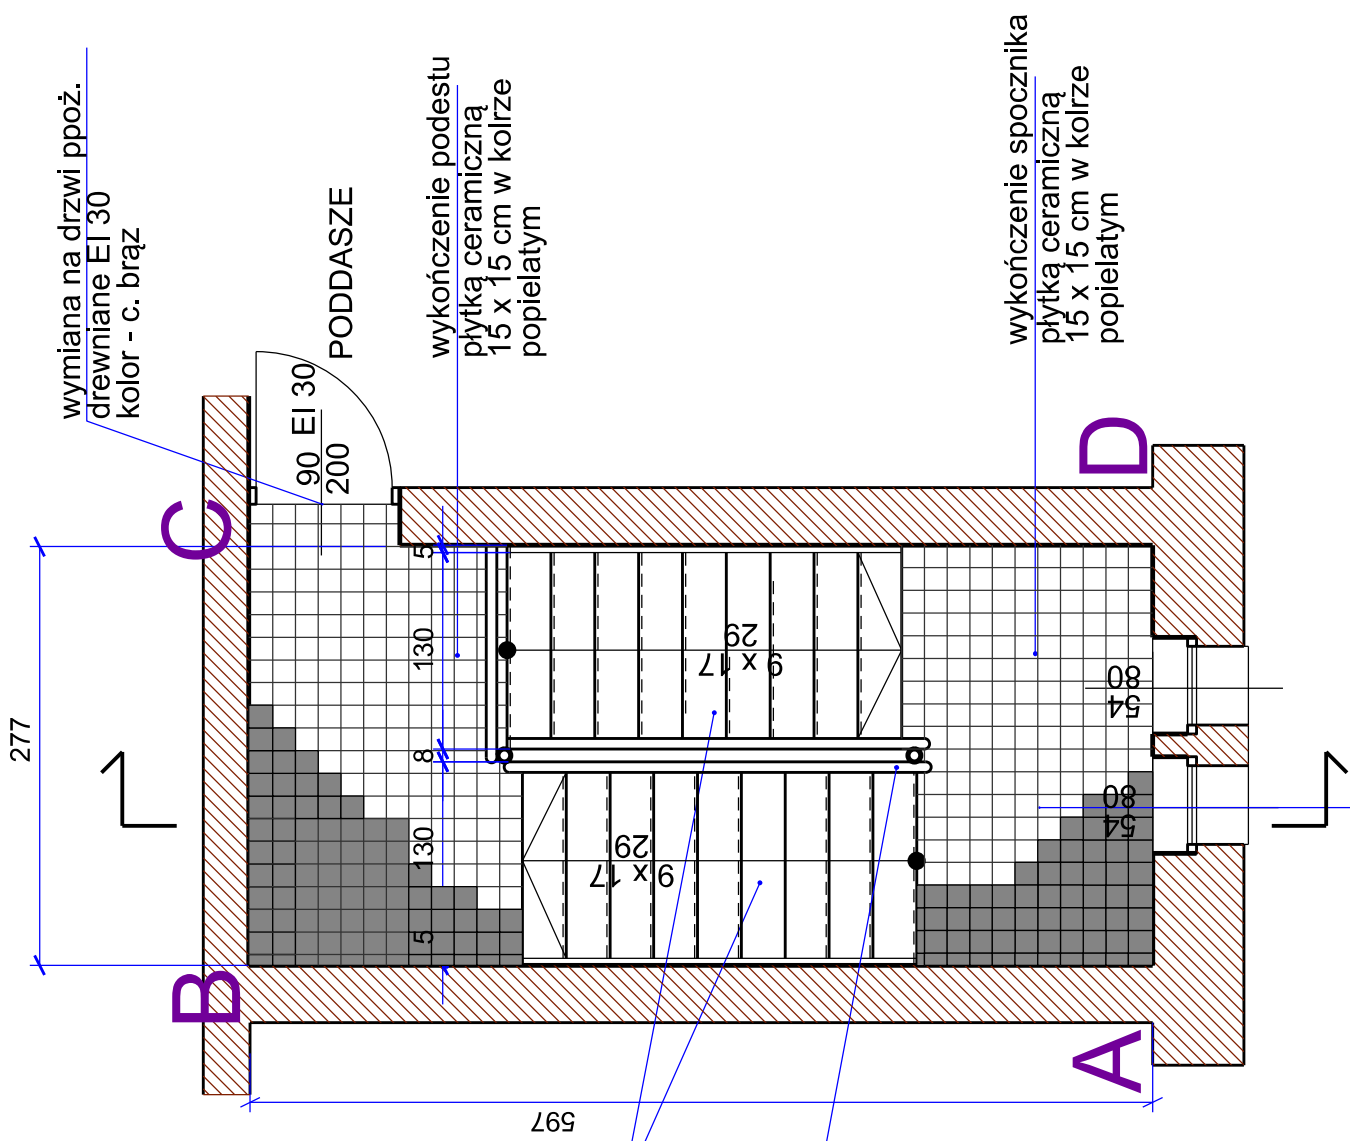 wymiana na drzwi ppoż.
drewniane EI 30
kolor - c. brąz
PODDASZE
90 EI 30
200
wykończenie podestu
płytką ceramiczną
15 x 15 cm w kolrze
popielatym
wykończenie spocznika
płytką ceramiczną
15 x 15 cm w kolrze
popielatym
C
D
B
A
277
5
130
8
130
5
9 x 17
29
9 x 17
29
54
80
54
80
597